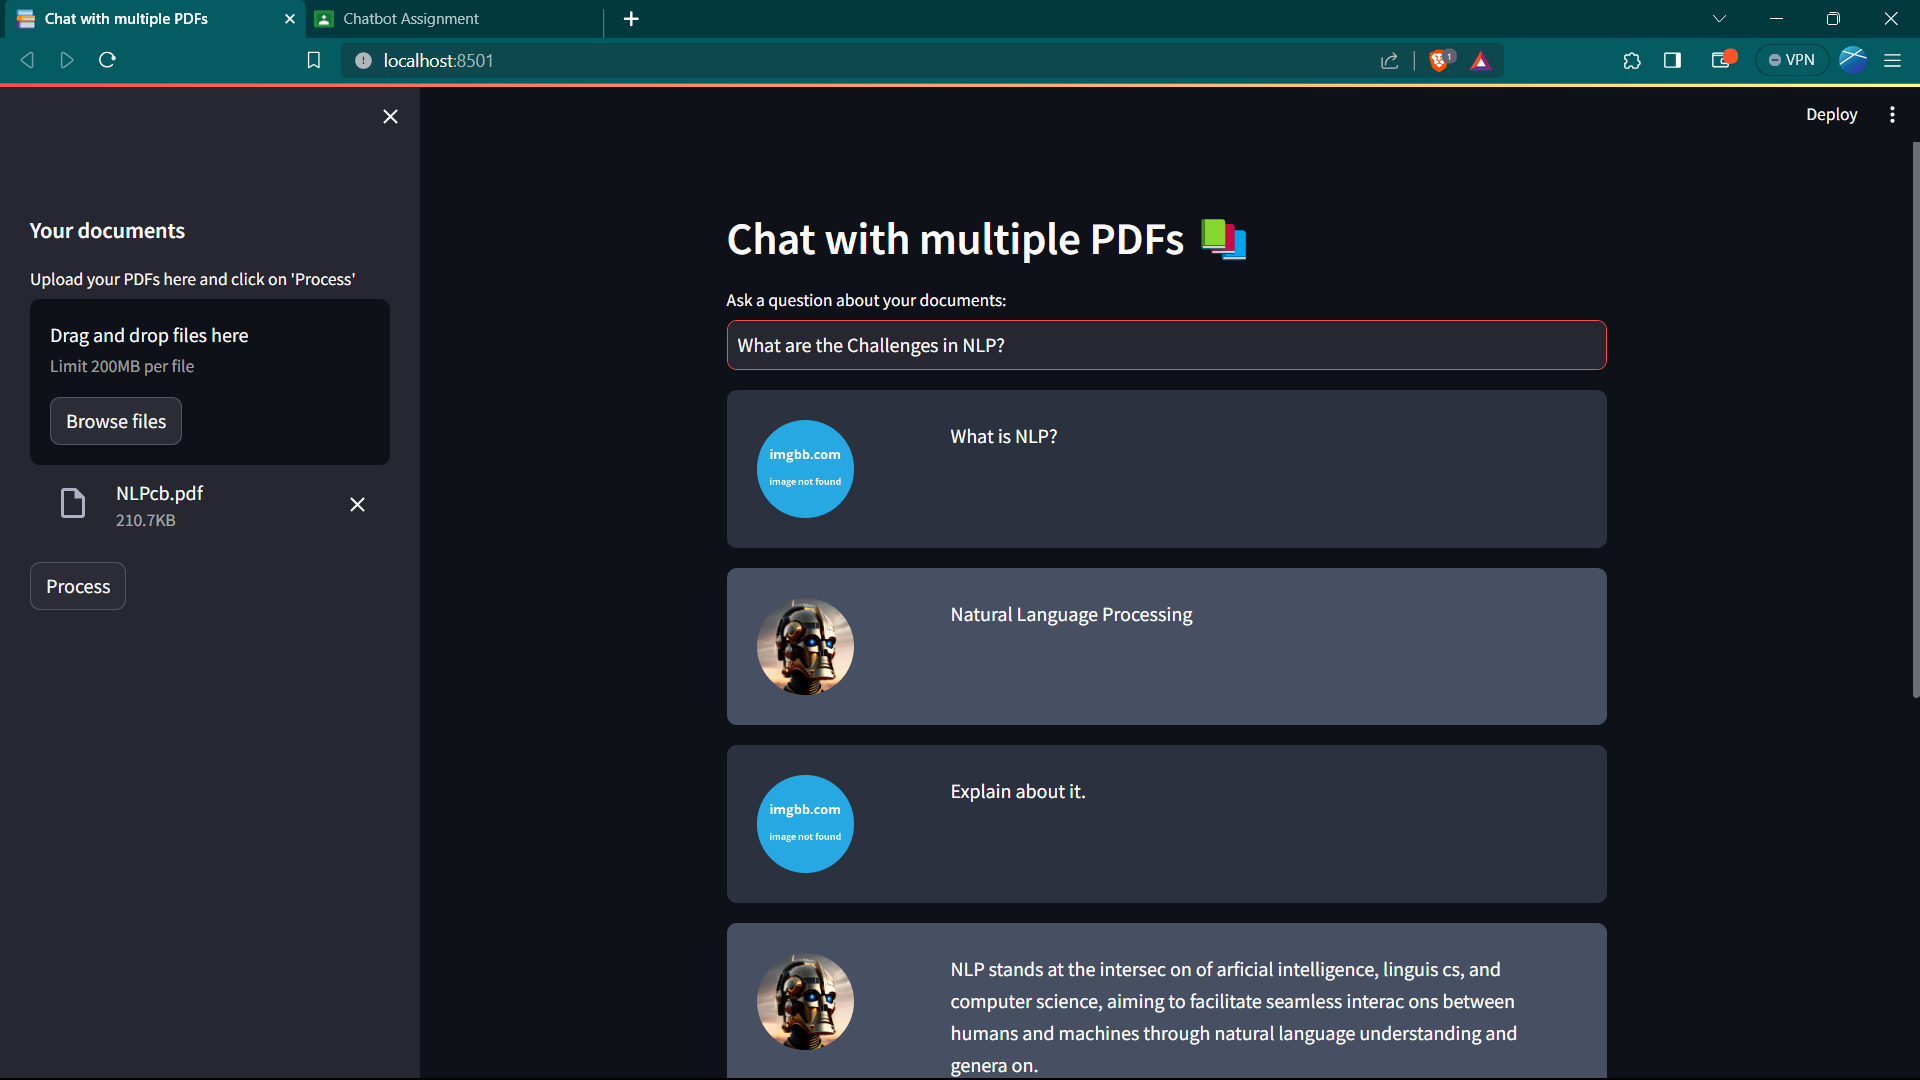 Chat with multiple PDFs
Chatbot Assignment
localhost:8501
1
VPN
Deploy
Your documents
Upload your PDFs here and click on 'Process'
Drag and drop files here
Limit 200MB per file
Browse files
NLPcb.pdf
210.7KB
Process
Chat with multiple PDFs
Ask a question about your documents:
What are the Challenges in NLP?
imgbb.com
image not found
What is NLP?
Natural Language Processing
imgbb.com
image not found
Explain about it.
NLP stands at the intersec on of arficial intelligence, linguis cs, and
computer science, aiming to facilitate seamless interac ons between
humans and machines through natural language understanding and
genera on.